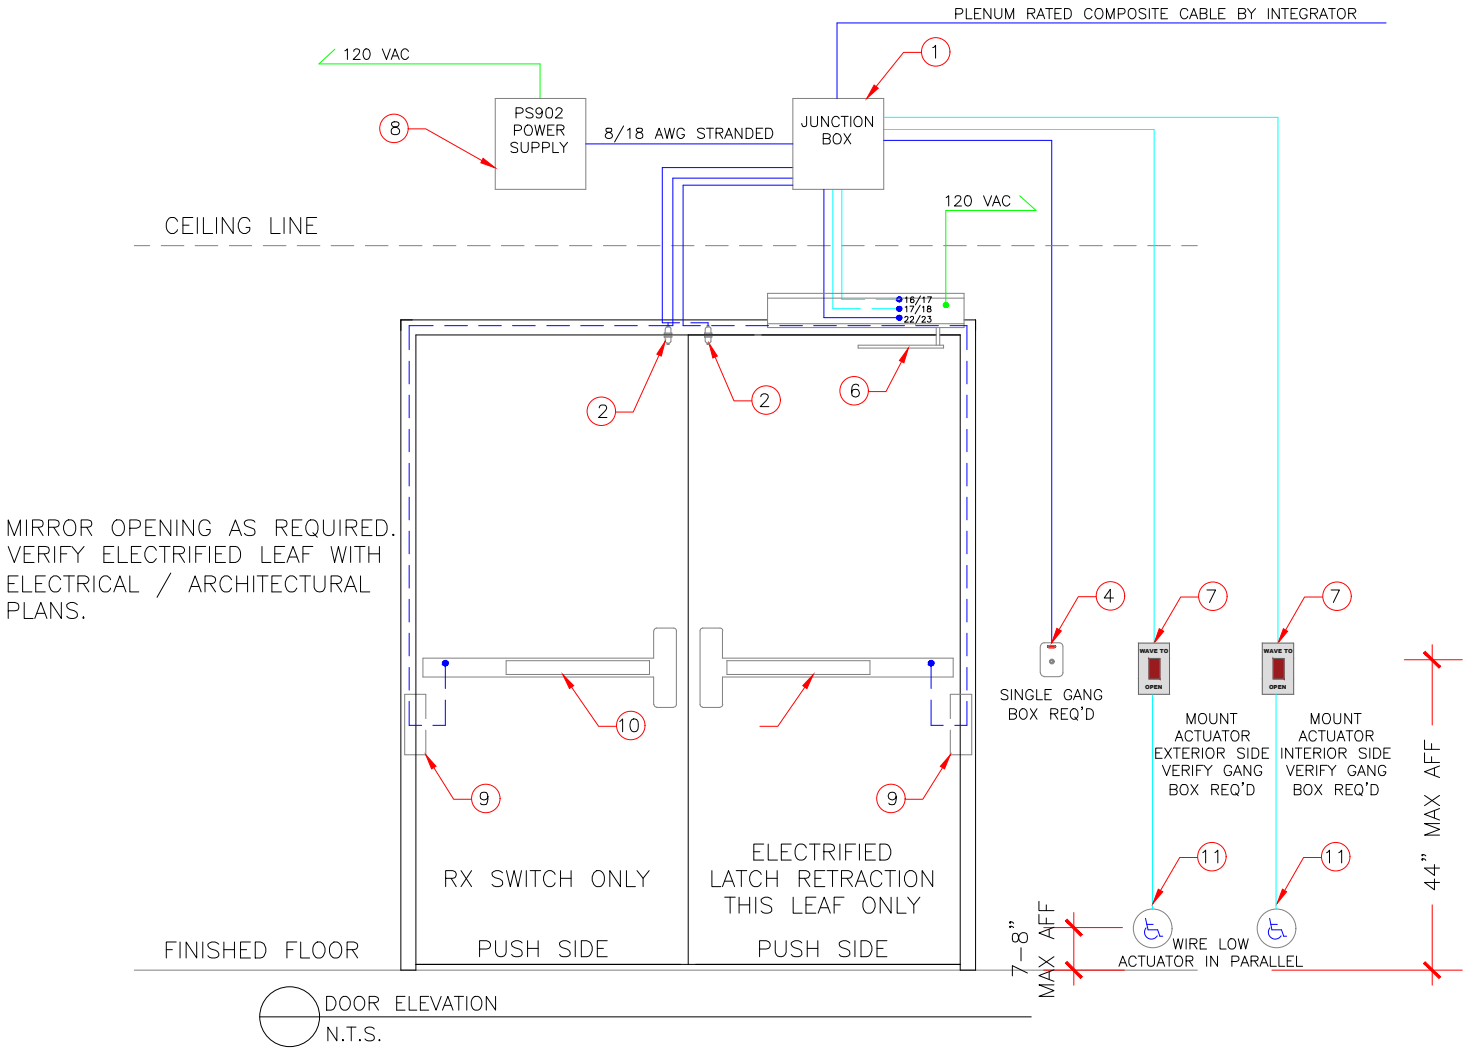 PLENUM RATED COMPOSITE CABLE BY INTEGRATOR
120 VAC
1
PS902
POWER
SUPPLY
8
8/18 AWG STRANDED
JUNCTION
BOX
120 VAC
CEILING LINE
16/17
17/18
22/23
2
2
6
MIRROR OPENING AS REQUIRED.
VERIFY ELECTRIFIED LEAF WITH
ELECTRICAL / ARCHITECTURAL
PLANS.
4
7
7
WAVE TO
OPEN
WAVE TO
OPEN
SINGLE GANG
BOX REQ'D
MOUNT
ACTUATOR
EXTERIOR SIDE
VERIFY GANG
BOX REQ'D
MOUNT
ACTUATOR
INTERIOR SIDE
VERIFY GANG
BOX REQ'D
10
9
9
44" MAX AFF
RX SWITCH ONLY
ELECTRIFIED
LATCH RETRACTION
THIS LEAF ONLY
11
11
7-8"
MAX AFF
WIRE LOW
ACTUATOR IN PARALLEL
FINISHED FLOOR
PUSH SIDE
PUSH SIDE
DOOR ELEVATION
N.T.S.